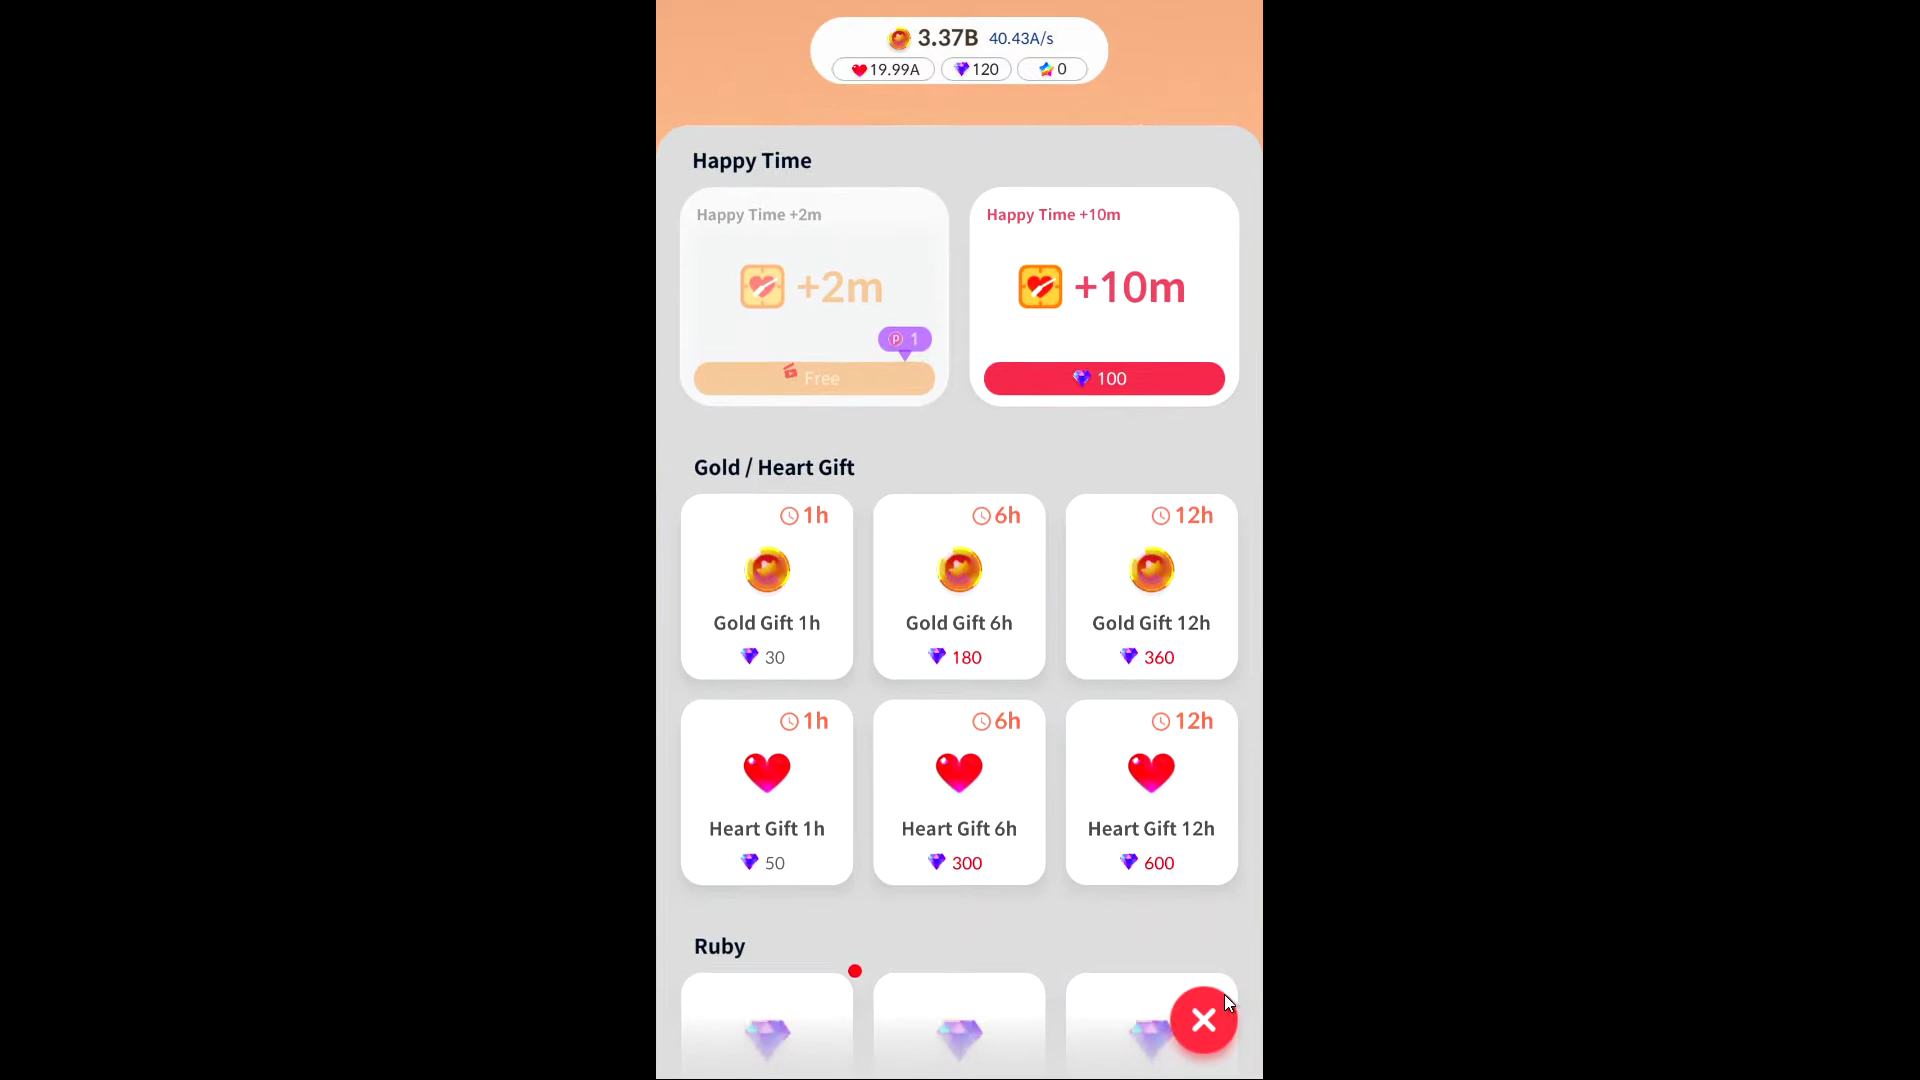 3.37B 40.43A/s
19.99A 120 0
Happy Time
Happy Time +2m
+2m
P 1
Free
Happy Time +10m
+10m
100
Gold / Heart Gift
1h
Gold Gift 1h
30
6h
Gold Gift 6h
180
12h
Gold Gift 12h
360
1h
Heart Gift 1h
50
6h
Heart Gift 6h
300
12h
Heart Gift 12h
600
Ruby